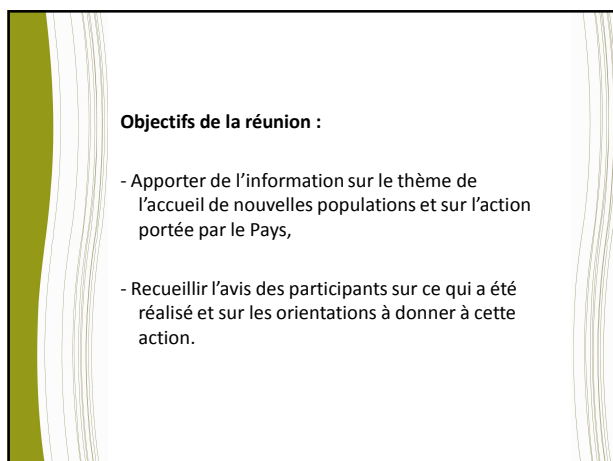 Objectifs de la réunion :
- Apporter de l’information sur le thème de
l’accueil de nouvelles populations et sur l’action
portée par le Pays,
- Recueillir l’avis des participants sur ce qui a été
réalisé et sur les orientations à donner à cette
action.